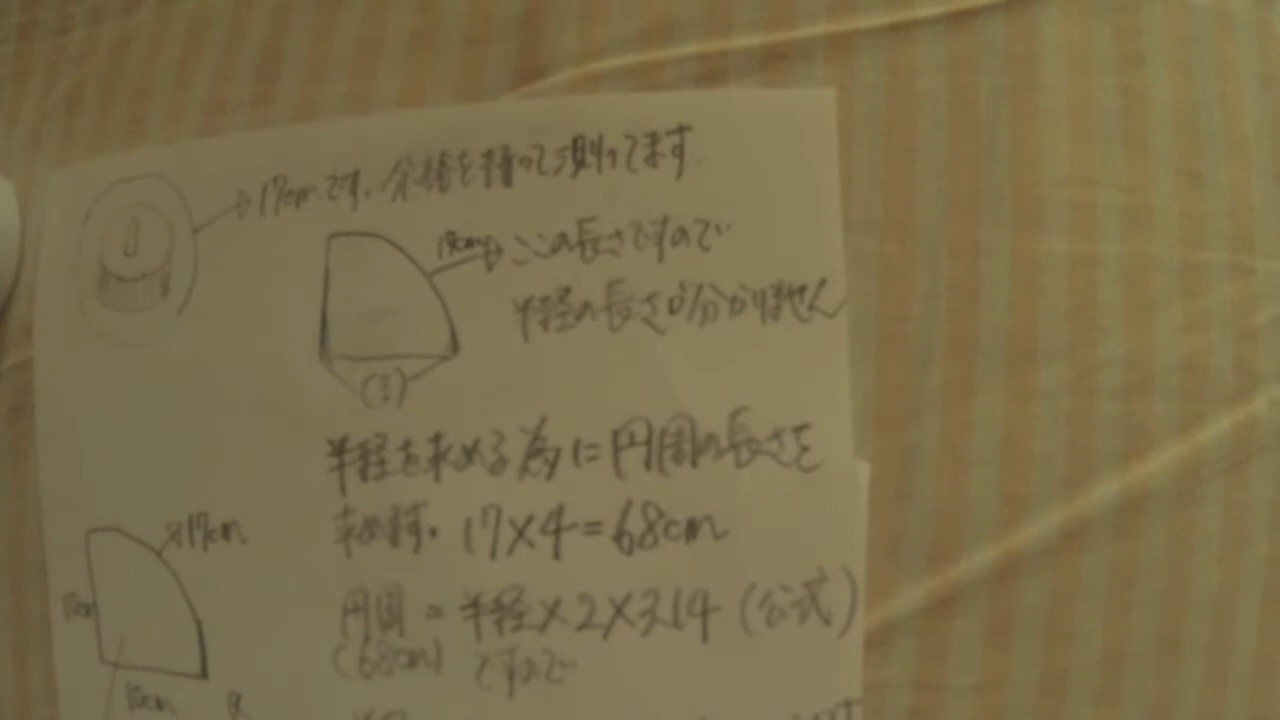 17cmです。分	を持って測ってます
ここの長さですので
半径の長さが分かりません
(?)
半径を求める為に円周の長さを
求めます。17×4=68cm
円周=半径×2×3.14(公式)
(68cm) ですので
17cm
10cm
10cm